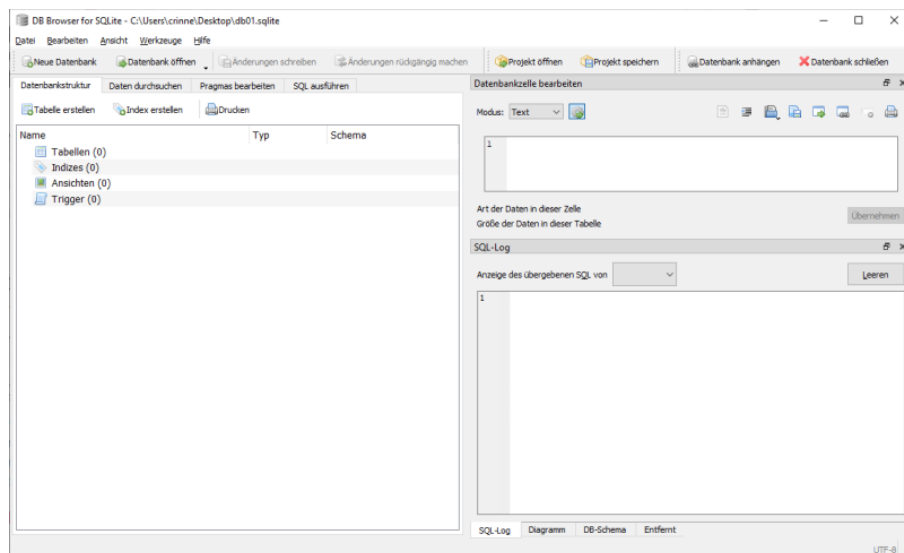 DB Browser for SQLite - C:\Users\crinne\Desktop\db01.sqlite
Datei Bearbeiten Ansicht Werkzeuge Hilfe
Neue Datenbank Datenbank öffnen Änderungen schreiben Änderungen rückgängig machen Projekt öffnen Projekt speichern Datenbank anhängen Datenbank schließen
Datenbankstruktur Daten durchsuchen Pragmas bearbeiten SQL ausführen
Tabelle erstellen Index erstellen Drucken
Name Typ Schema
Tabellen (0)
Indizes (0)
Ansichten (0)
Trigger (0)
Datenbankzelle bearbeiten
Modus: Text
1
Art der Daten in dieser Zelle
Größe der Daten in dieser Tabelle
Übernehmen
SQL-Log
Anzeige des übergebenen SQL von
Leeren
1
SQL-Log Diagramm DB-Schema Entfernt
UTF-8